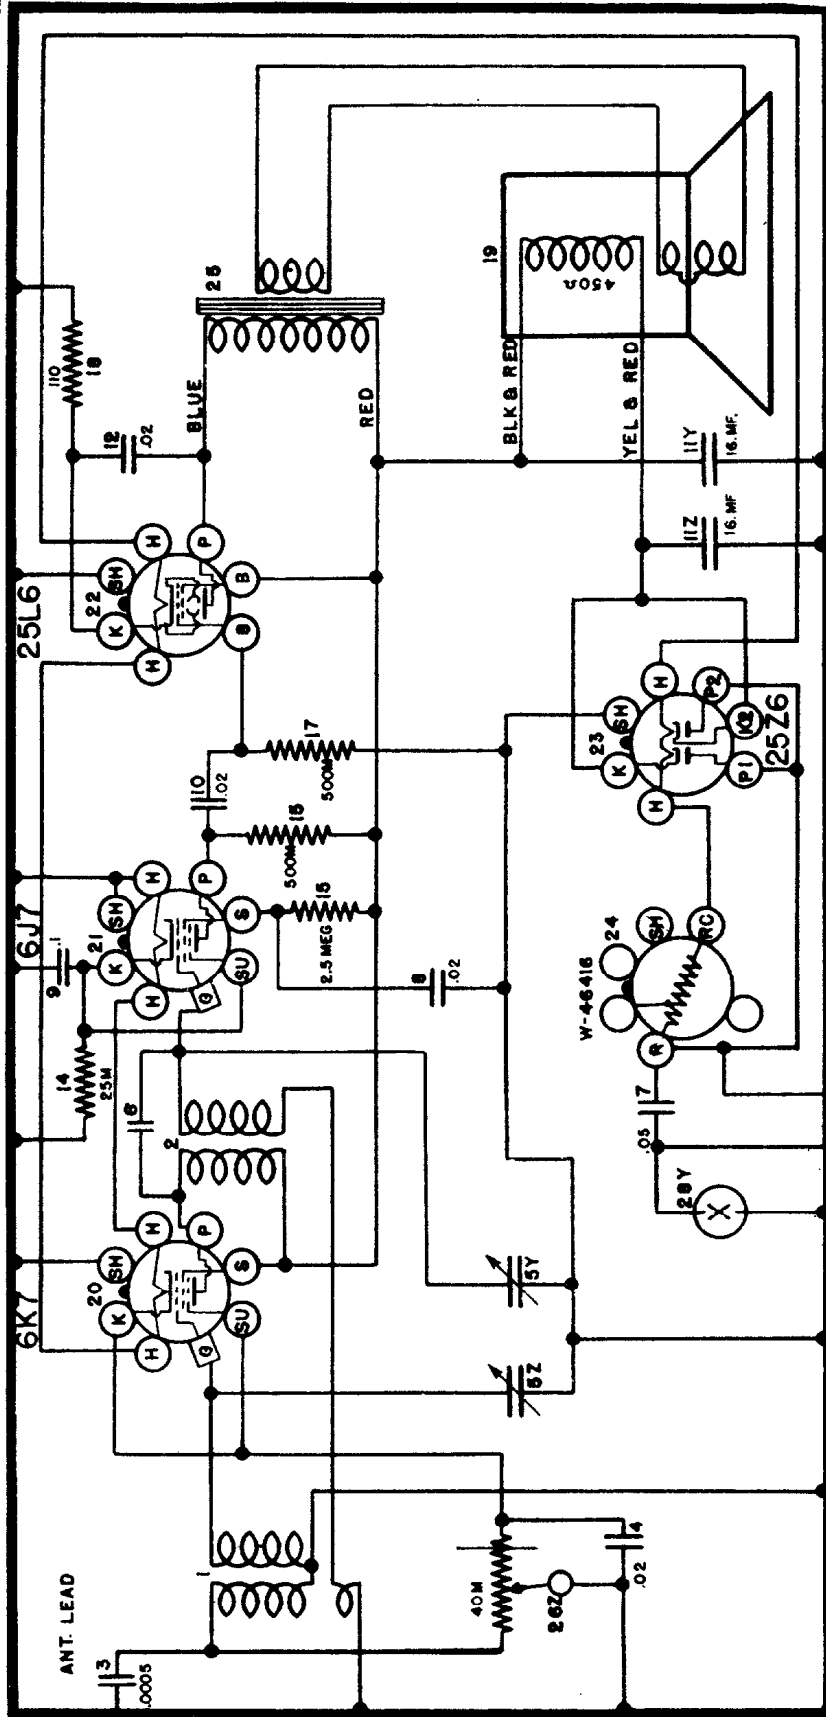 ANT. LEAD
3
.0005
1
40M
26Z
4
.02
6K7
20
K
SH
H
H
G
P
SU
S
6
2
14
25M
9
.1
6J7
21
K
SH
H
H
G
P
SU
S
15
2.5 MEG
15
500M
10
.02
17
500M
8
.02
5Z
5Y
25L6
22
K
SH
H
H
P
B
12
.02
110
18
25
BLUE
RED
19
450Ω
BLK & RED
YEL & RED
11Y
16.MF.
11Z
16.MF
25Z6
23
K
SH
H
H
P2
K2
P1
W-46416
24
SH
RC
R
7
.05
X